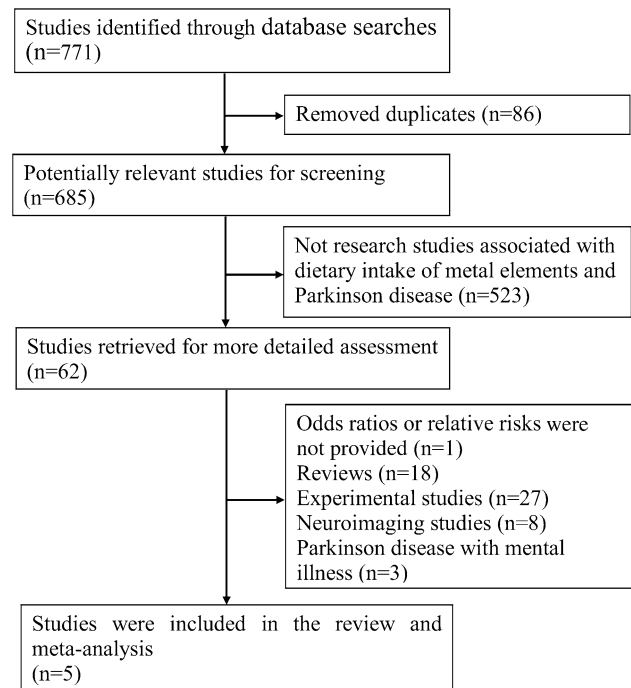 Studies identified through database searches
(n=771)
Removed duplicates (n=86)
Potentially relevant studies for screening
(n=685)
Not research studies associated with
dietary intake of metal elements and
Parkinson disease (n=523)
Studies retrieved for more detailed assessment
(n=62)
Odds ratios or relative risks were
not provided (n=1)
Reviews (n=18)
Experimental studies (n=27)
Neuroimaging studies (n=8)
Parkinson disease with mental
illness (n=3)
Studies were included in the review and
meta-analysis
(n=5)